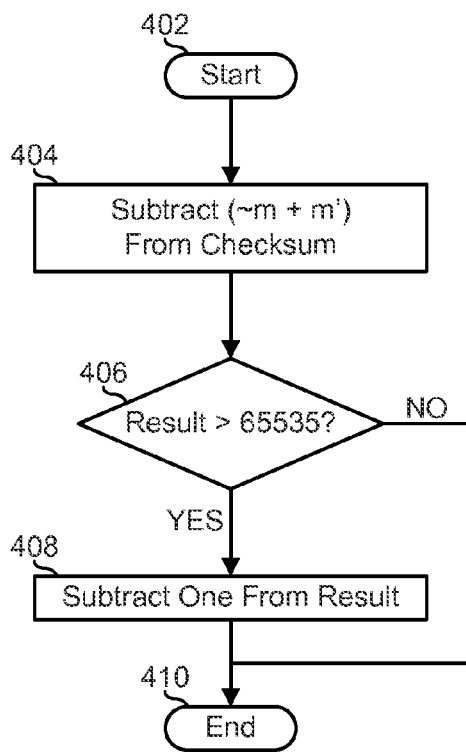 402
Start
404
Subtract (~m + m')
From Checksum
406
Result > 65535?
NO
YES
408
Subtract One From Result
410
End